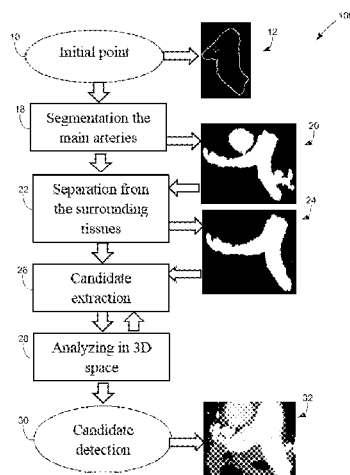 100
10
Initial point
12
18
Segmentation the
main arteries
20
22
Separation from
the surrounding
tissues
24
26
Candidate
extraction
28
Analyzing in 3D
space
30
Candidate
detection
32